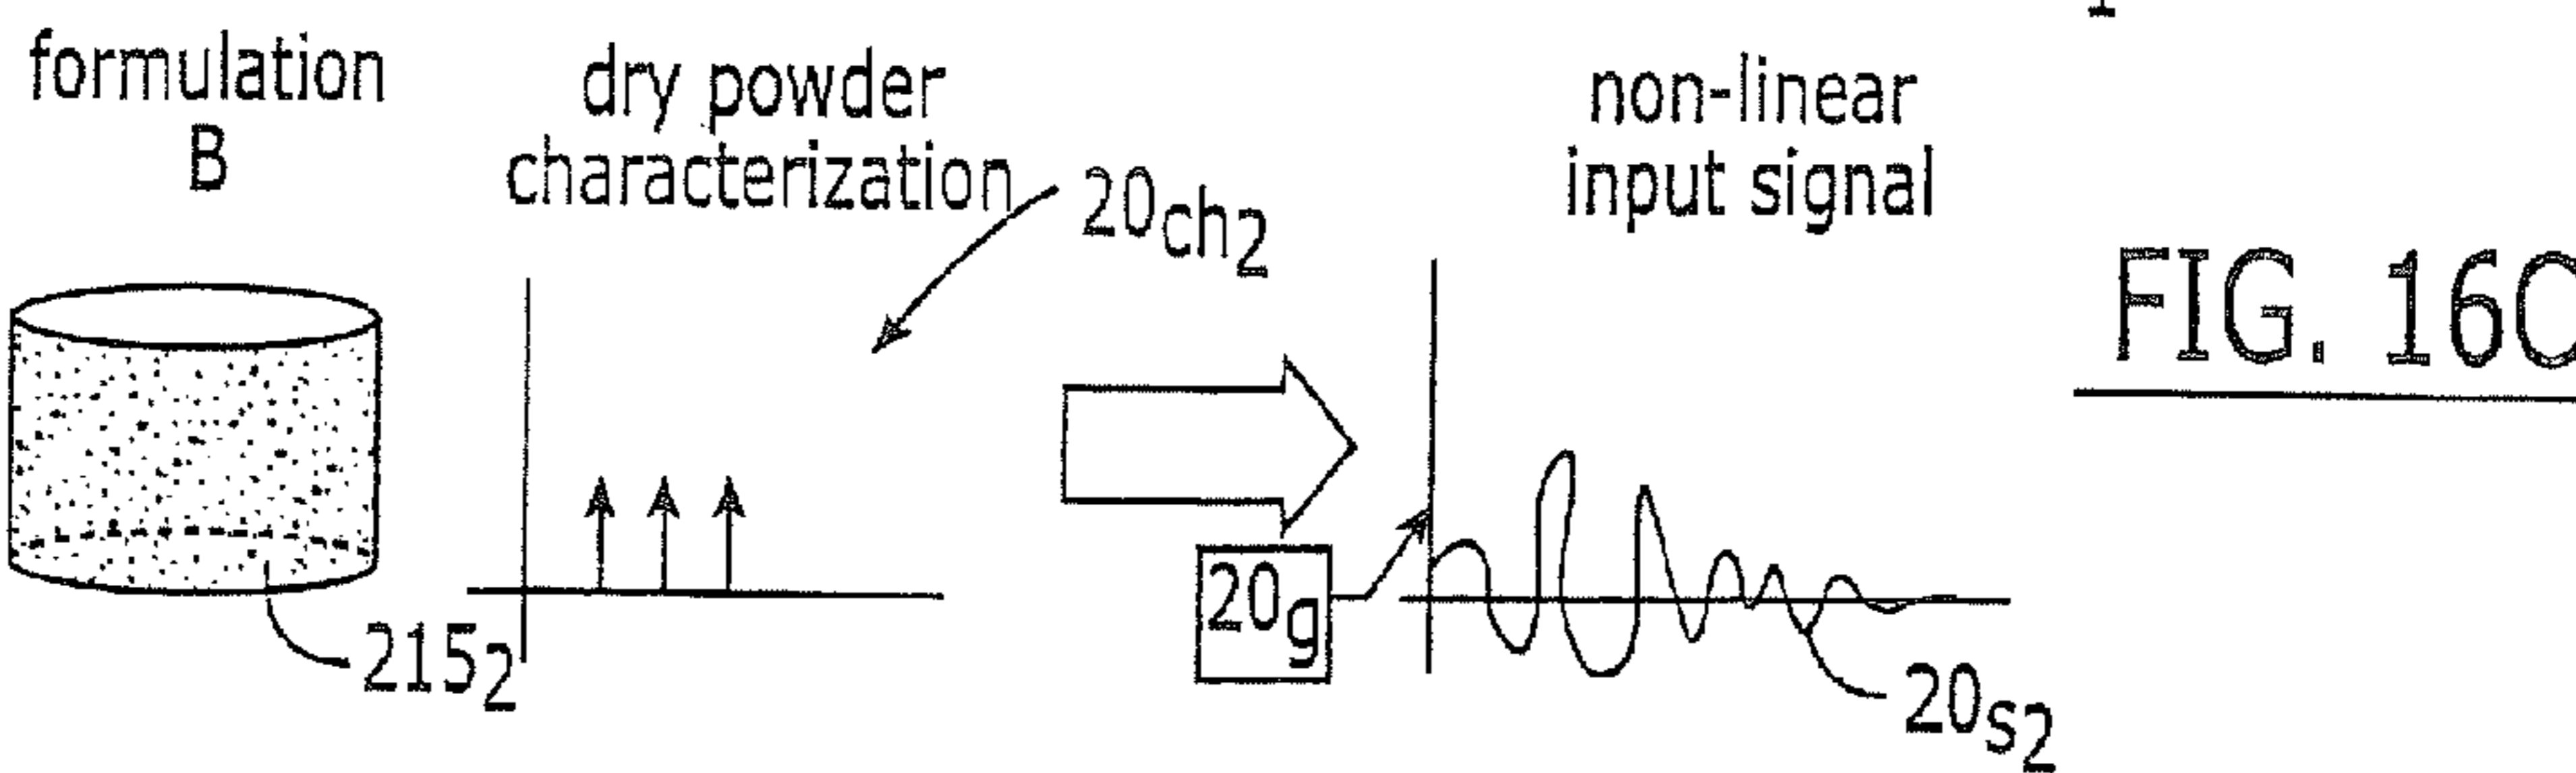 formulation
B
dry powder
characterization
20ch2
non-linear
input signal
FIG. 16C
20g
2152
20s2